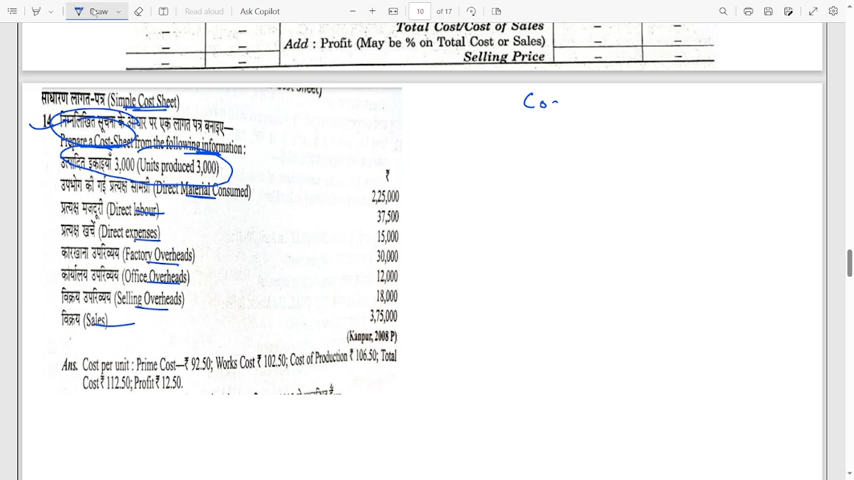 Draw
Read aloud
Ask Copilot
10
of 17
Total Cost/Cost of Sales
Add : Profit (May be % on Total Cost or Sales)
Selling Price
साधारण लागत-पत्र (Simple Cost Sheet)
14. निम्नलिखित सूचना के आधार पर एक लागत पत्र बनाइए—
Prepare a Cost-Sheet from the following information :
उत्पादित इकाइयाँ 3,000 (Units produced 3,000)
₹
उपभोग की गई प्रत्यक्ष सामग्री (Direct Material Consumed) 2,25,000
प्रत्यक्ष मजदूरी (Direct labour) 37,500
प्रत्यक्ष खर्चे (Direct expenses) 15,000
कारखाना उपरिव्यय (Factory Overheads) 30,000
कार्यालय उपरिव्यय (Office Overheads) 12,000
विक्रय उपरिव्यय (Selling Overheads) 18,000
विक्रय (Sales) 3,75,000
(Kanpur, 2008 P)
Ans. Cost per unit : Prime Cost—₹ 92.50; Works Cost ₹ 102.50; Cost of Production ₹ 106.50; Total
Cost ₹ 112.50; Profit ₹ 12.50.
Co-